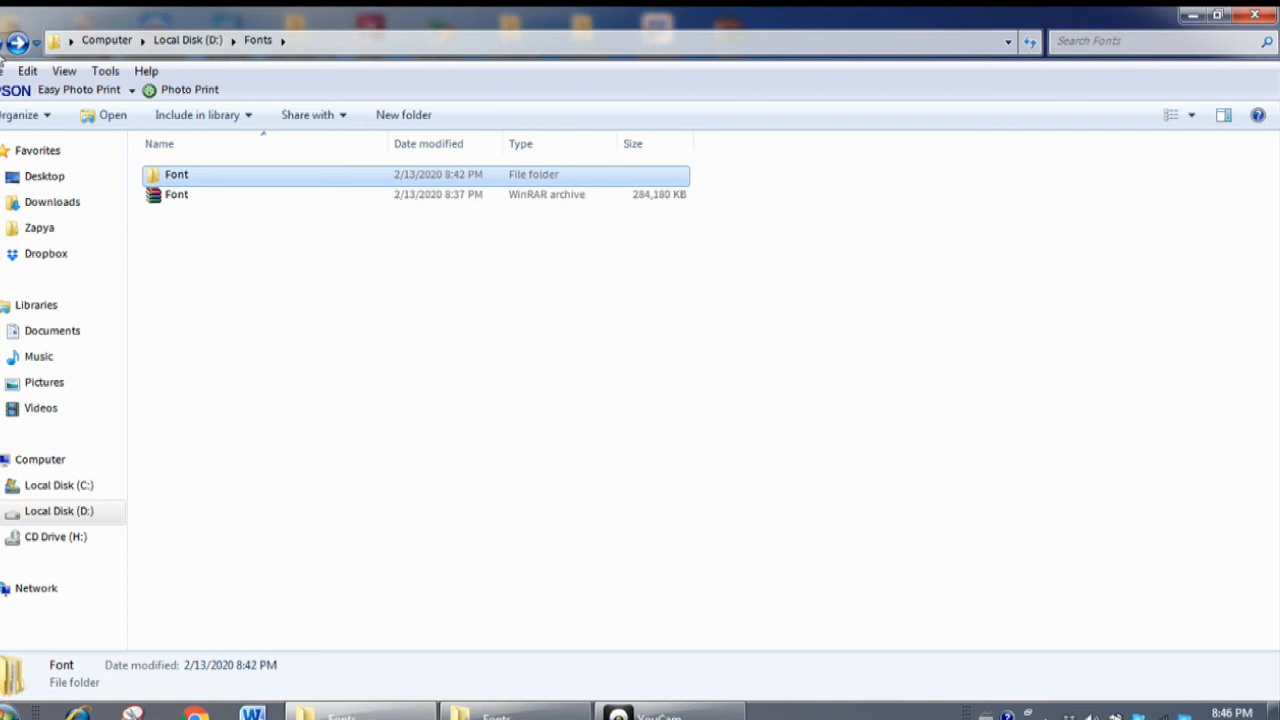 Computer Local Disk (D:) Fonts Search Fonts
Edit View Tools Help
PSON Easy Photo Print Photo Print
rganize Open Include in library Share with New folder
Name Date modified Type Size
Favorites
Desktop
Downloads
Zapya
Dropbox
Libraries
Documents
Music
Pictures
Videos
Computer
Local Disk (C:)
Local Disk (D:)
CD Drive (H:)
Network
Font 2/13/2020 8:42 PM File folder
Font 2/13/2020 8:37 PM WinRAR archive 284,180 KB
Font Date modified: 2/13/2020 8:42 PM
File folder
Fonts Fonts YouCam 8:46 PM